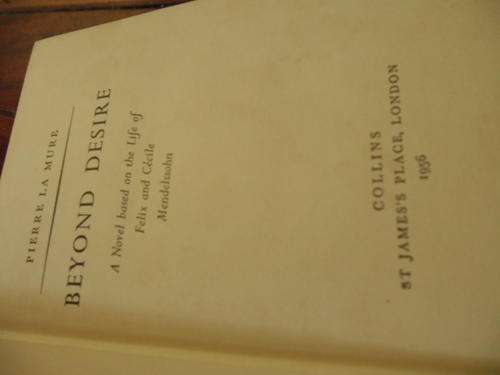 PIERRE LA MURE
BEYOND DESIRE
A Novel based on the life of
Felix and Cécile
Mendelssohn
COLLINS
ST JAMES'S PLACE, LONDON
1956